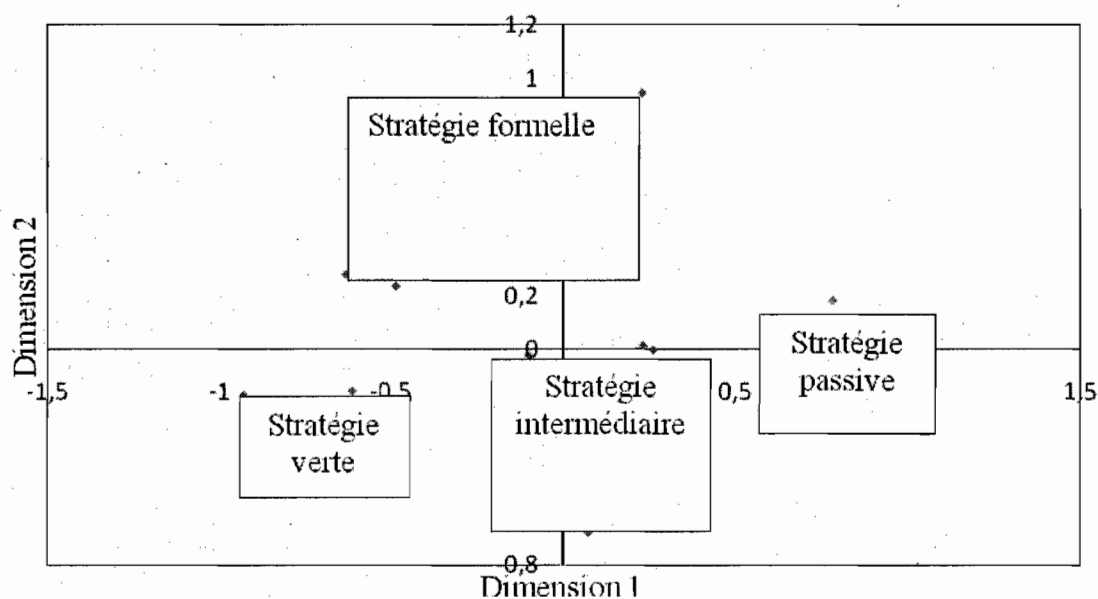 1,2
1
Stratégie formelle
0,2
0
-1,5
-1
-0,5
0,5
1,5
Stratégie
verte
Stratégie
intermédiaire
Stratégie
passive
0,8
Dimension 1
Dimension 2